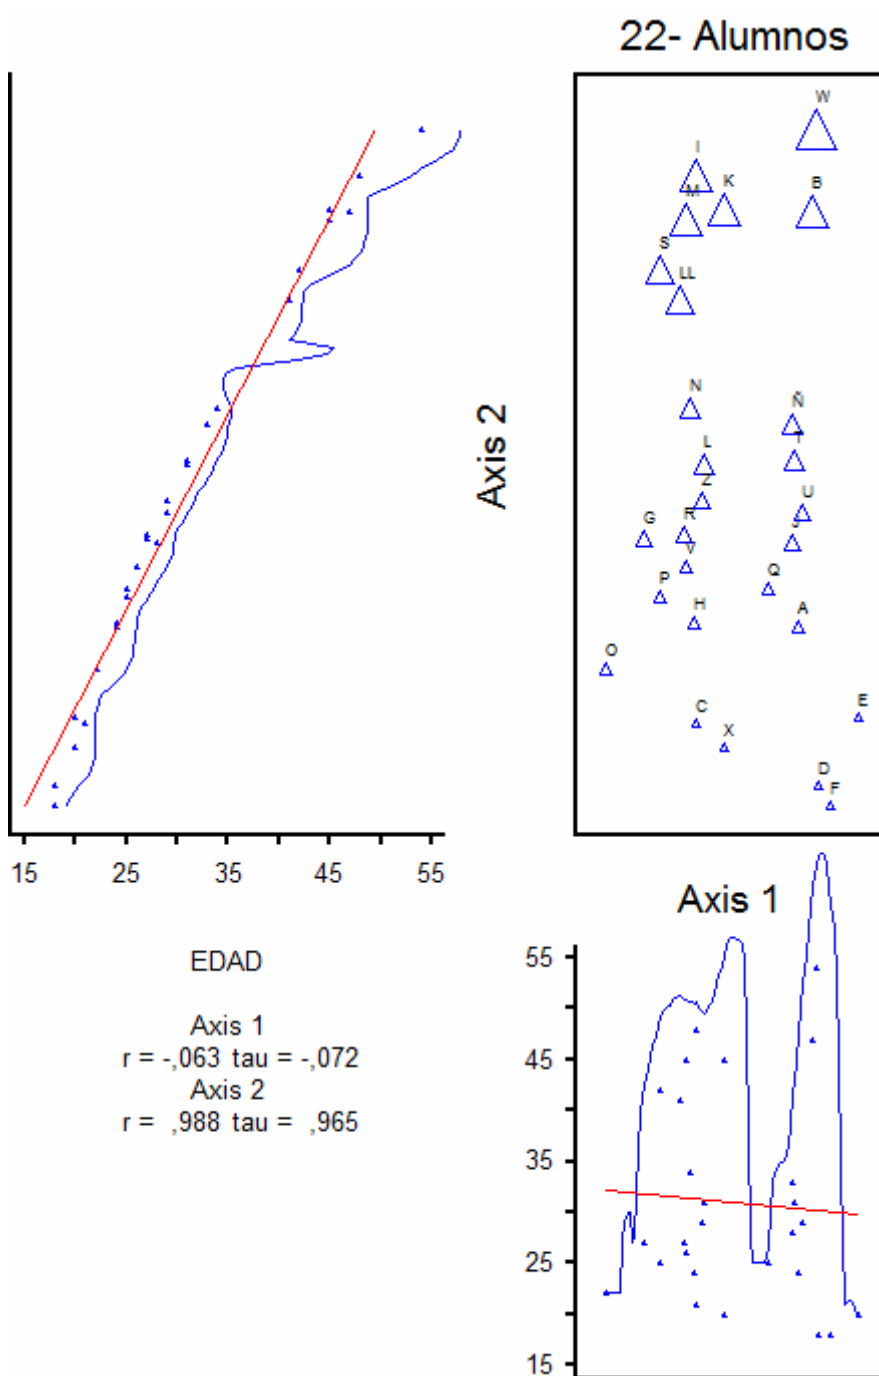 22- Alumnos
W
I
K
B
M
S
LL
N
Ñ
L
T
Z
U
G
R
J
V
P
Q
H
A
O
C
E
X
D
F
Axis 2
15 25 35 45 55
Axis 1
EDAD
Axis 1
r = -,063 tau = -,072
Axis 2
r = ,988 tau = ,965
55
45
35
25
15